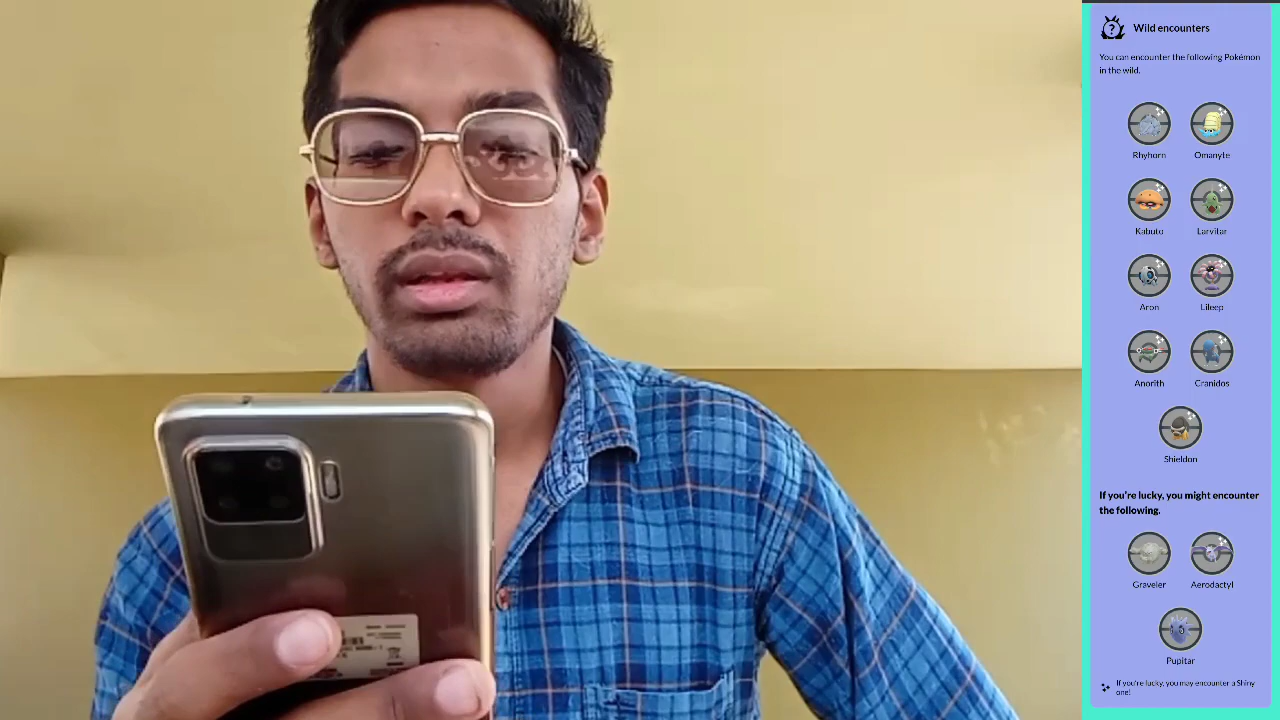 Wild encounters
You can encounter the following Pokémon
in the wild.
Rhyhorn
Omanyte
Kabuto
Larvitar
Aron
Lileep
Anorith
Cranidos
Shieldon
If you're lucky, you might encounter
the following.
Graveler
Aerodactyl
Pupitar
If you're lucky, you may encounter a Shiny
one!